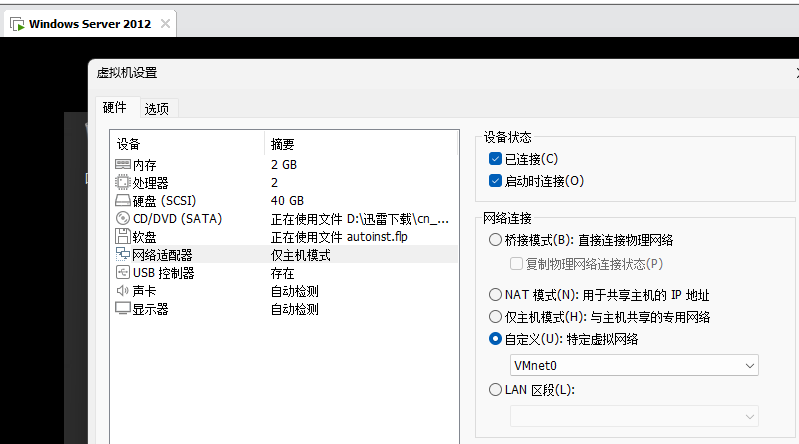 Windows Server 2012
虚拟机设置
硬件 选项
设备 摘要
内存 2 GB
处理器 2
硬盘 (SCSI) 40 GB
CD/DVD (SATA) 正在使用文件 D:\迅雷下载\cn_...
软盘 正在使用文件 autoinst.flp
网络适配器 仅主机模式
USB 控制器 存在
声卡 自动检测
显示器 自动检测
设备状态
已连接(C)
启动时连接(O)
网络连接
桥接模式(B): 直接连接物理网络
复制物理网络连接状态(P)
NAT 模式(N): 用于共享主机的 IP 地址
仅主机模式(H): 与主机共享的专用网络
自定义(U): 特定虚拟网络
VMnet0
LAN 区段(L):